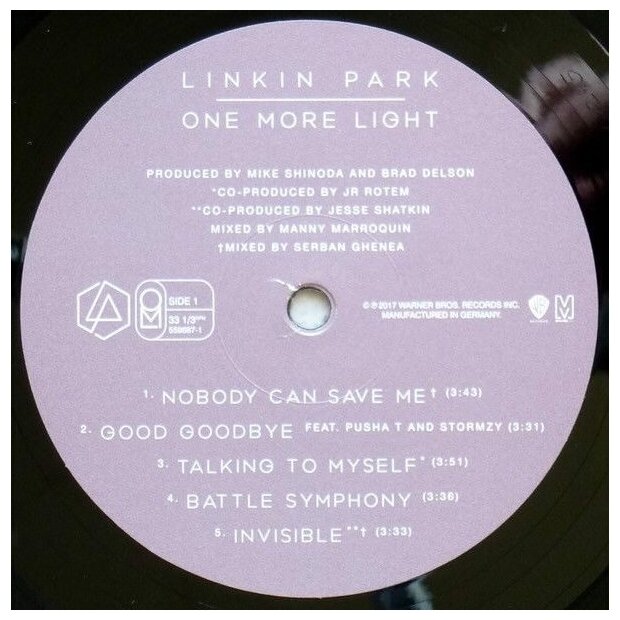 LINKIN PARK
ONE MORE LIGHT
PRODUCED BY MIKE SHINODA AND BRAD DELSON
*CO-PRODUCED BY JR ROTEM
**CO-PRODUCED BY JESSE SHATKIN
MIXED BY MANNY MARROQUIN
†MIXED BY SERBAN GHENEA
SIDE 1
33 1/3 RPM
559087-1
©℗2017 WARNER BROS. RECORDS INC.
MANUFACTURED IN GERMANY.
1. NOBODY CAN SAVE ME† (3:43)
2. GOOD GOODBYE FEAT. PUSHA T AND STORMZY (3:31)
3. TALKING TO MYSELF* (3:51)
4. BATTLE SYMPHONY (3:36)
5. INVISIBLE**† (3:33)